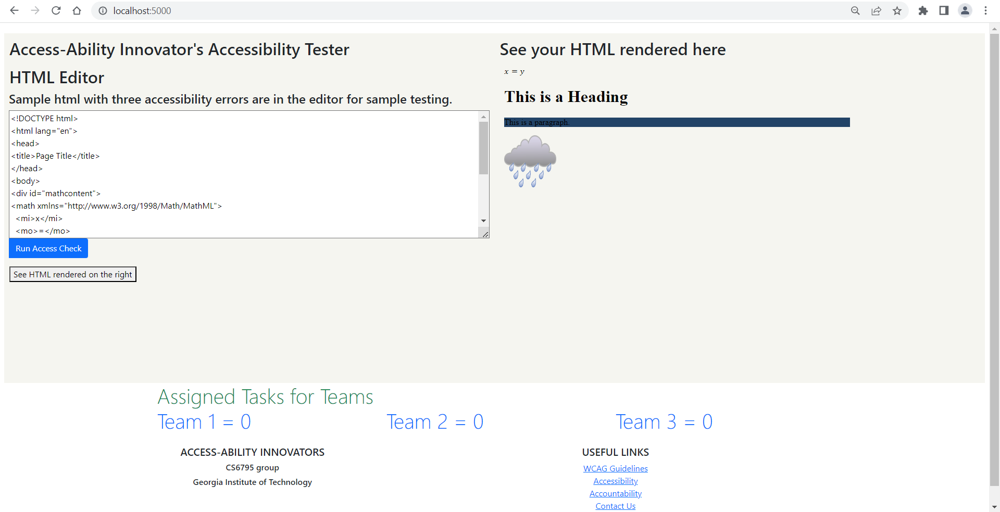 localhost:5000
Access-Ability Innovator's Accessibility Tester
HTML Editor
Sample html with three accessibility errors are in the editor for sample testing.
<!DOCTYPE html>
<html lang="en">
<head>
<title>Page Title</title>
</head>
<body>
<div id="mathcontent">
<math xmlns="http://www.w3.org/1998/Math/MathML">
  <mi>x</mi>
  <mo>=</mo>
Run Access Check
See HTML rendered on the right
See your HTML rendered here
x = y
This is a Heading
This is a paragraph.
Assigned Tasks for Teams
Team 1 = 0
Team 2 = 0
Team 3 = 0
ACCESS-ABILITY INNOVATORS
CS6795 group
Georgia Institute of Technology
USEFUL LINKS
WCAG Guidelines
Accessibility
Accountability
Contact Us